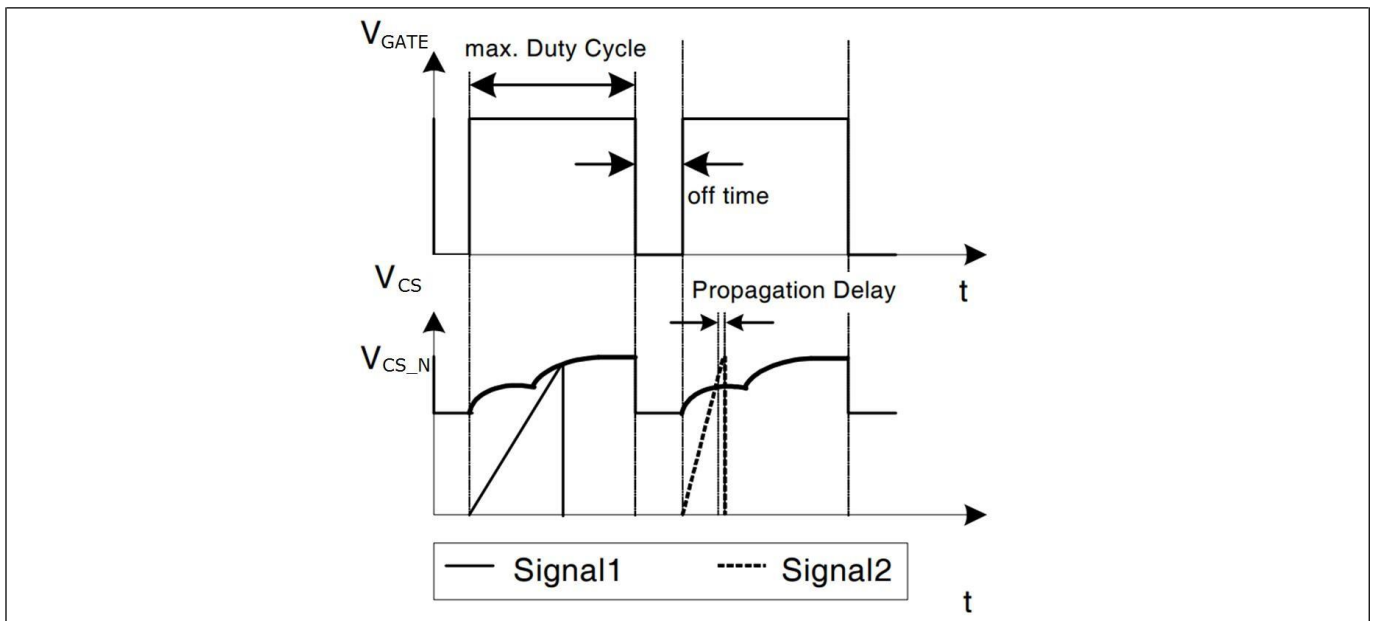 VGATE
max. Duty Cycle
off time
VCS
Propagation Delay
t
VCS_N
Signal1
Signal2
t